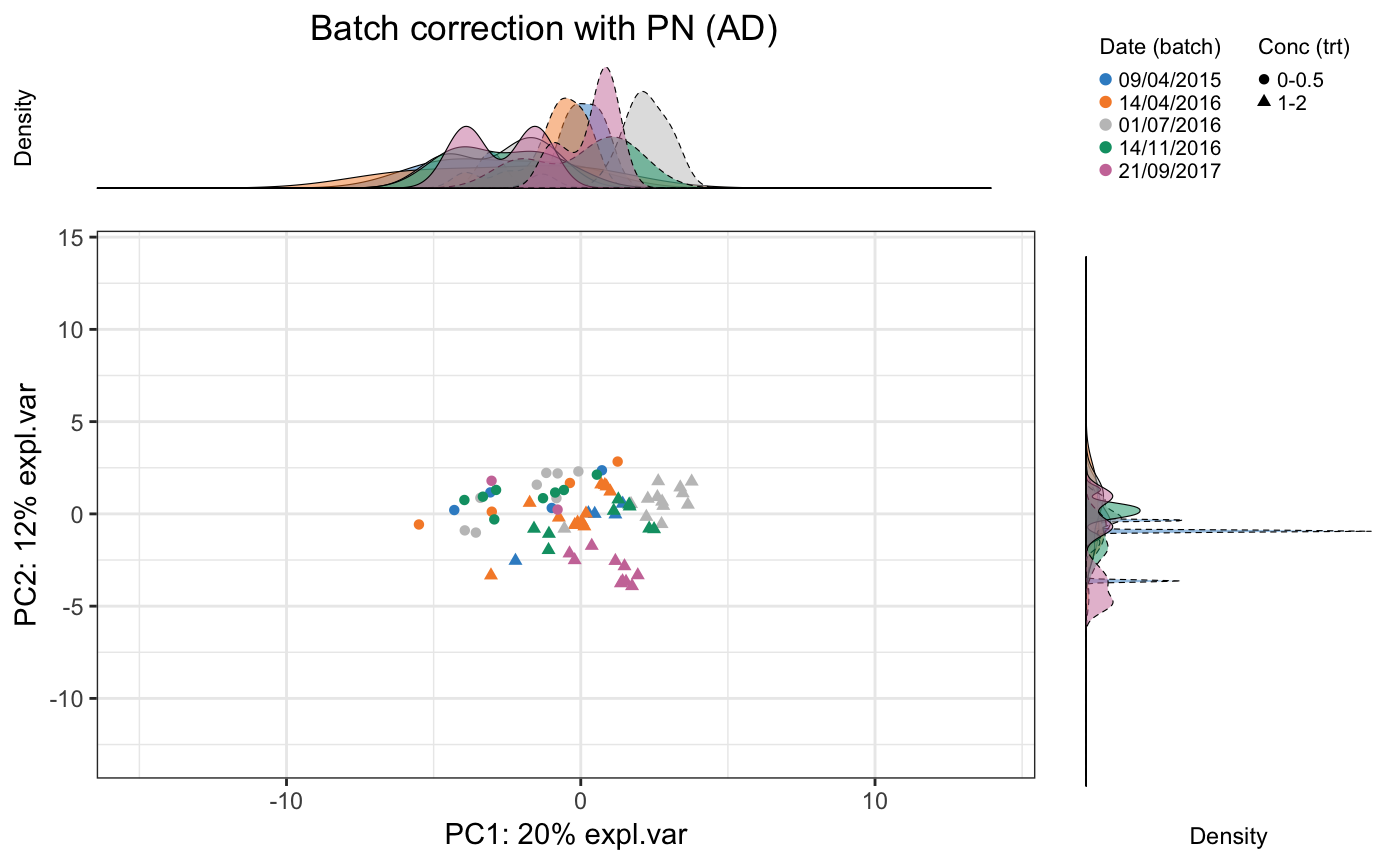 Batch correction with PN (AD)
Density
Date (batch)
09/04/2015
14/04/2016
01/07/2016
14/11/2016
21/09/2017
Conc (trt)
0-0.5
1-2
PC2: 12% expl.var
15
10
5
0
-5
-10
-10
0
10
PC1: 20% expl.var
Density